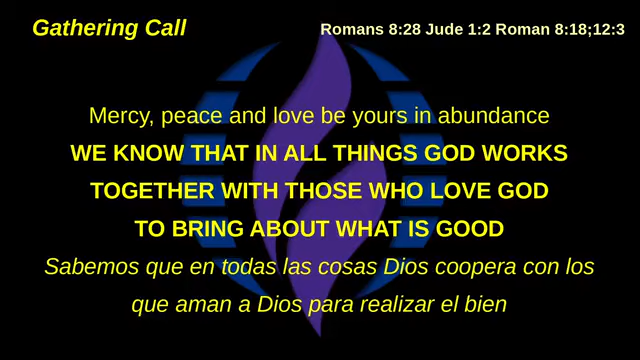 Gathering Call
Romans 8:28 Jude 1:2 Roman 8:18;12:3
Mercy, peace and love be yours in abundance
WE KNOW THAT IN ALL THINGS GOD WORKS
TOGETHER WITH THOSE WHO LOVE GOD
TO BRING ABOUT WHAT IS GOOD
Sabemos que en todas las cosas Dios coopera con los
que aman a Dios para realizar el bien